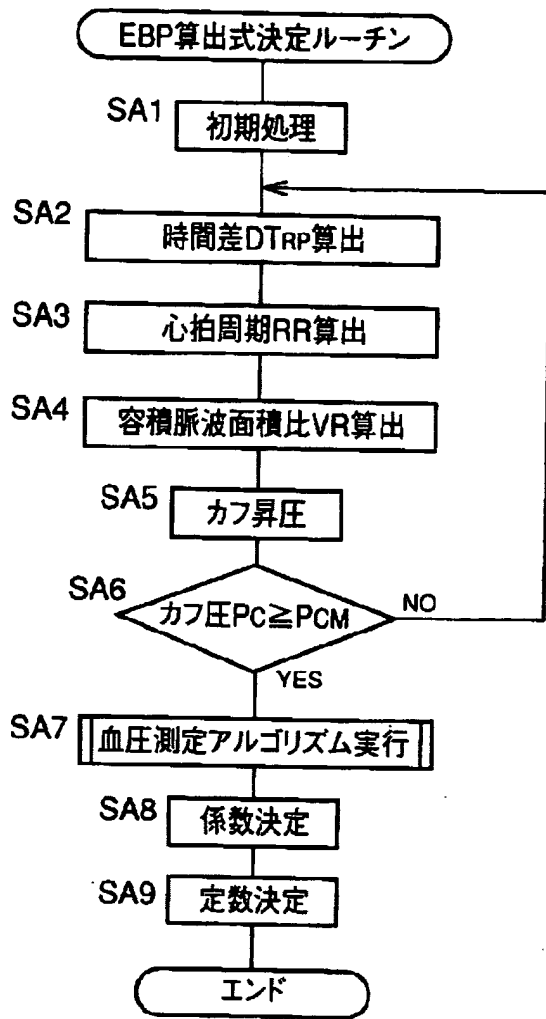 EBP算出式決定ルーチン
SA1
初期処理
SA2
時間差DTRP算出
SA3
心拍周期RR算出
SA4
容積脈波面積比VR算出
SA5
カフ昇圧
SA6
カフ圧PC≧PCM
NO
YES
SA7
血圧測定アルゴリズム実行
SA8
係数決定
SA9
定数決定
エンド